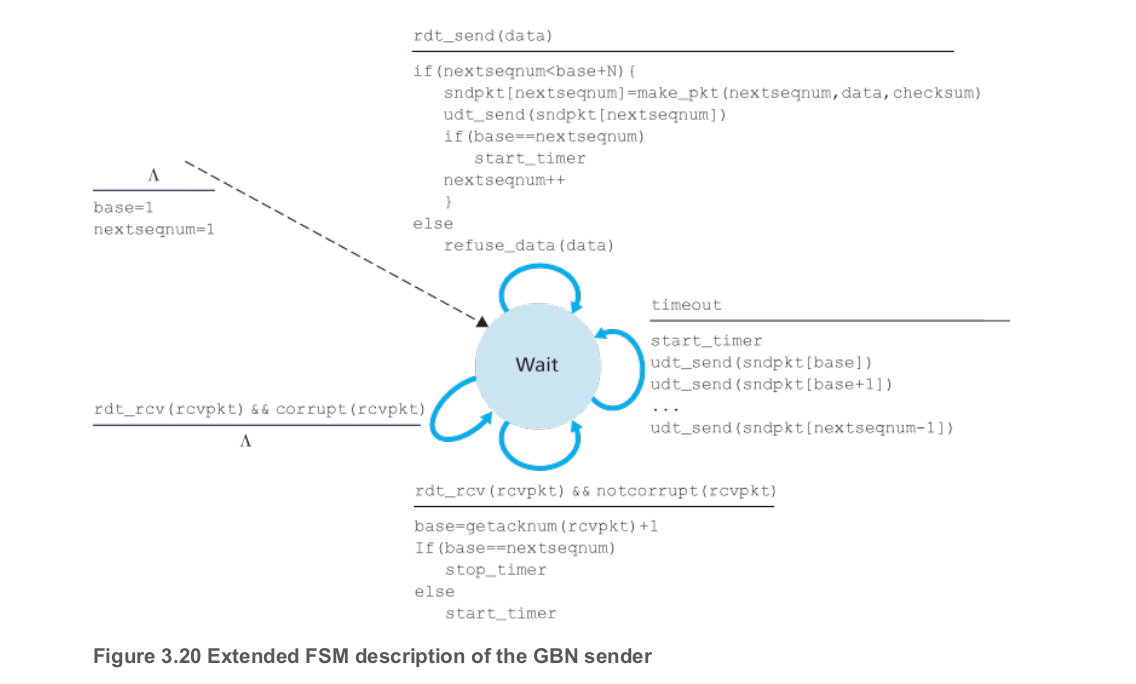 rdt_send(data)
if(nextseqnum<base+N){
sndpkt[nextseqnum]=make_pkt(nextseqnum,data,checksum)
udt_send(sndpkt[nextseqnum])
if(base==nextseqnum)
start_timer
nextseqnum++
}
else
refuse_data(data)
Λ
base=1
nextseqnum=1
timeout
start_timer
udt_send(sndpkt[base])
udt_send(sndpkt[base+1])
...
udt_send(sndpkt[nextseqnum-1])
Wait
rdt_rcv(rcvpkt) && corrupt(rcvpkt)
Λ
rdt_rcv(rcvpkt) && notcorrupt(rcvpkt)
base=getacknum(rcvpkt)+1
If(base==nextseqnum)
stop_timer
else
start_timer
Figure 3.20 Extended FSM description of the GBN sender